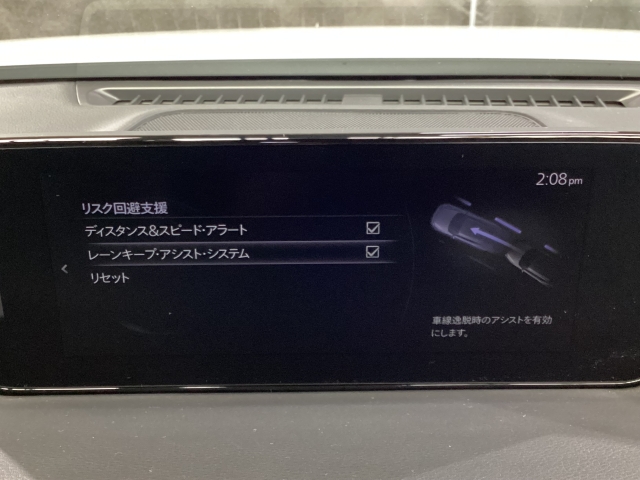 2:08pm
リスク回避支援
ディスタンス&スピード・アラート
レーンキープ・アシスト・システム
リセット
車線逸脱時のアシストを有効
にします。